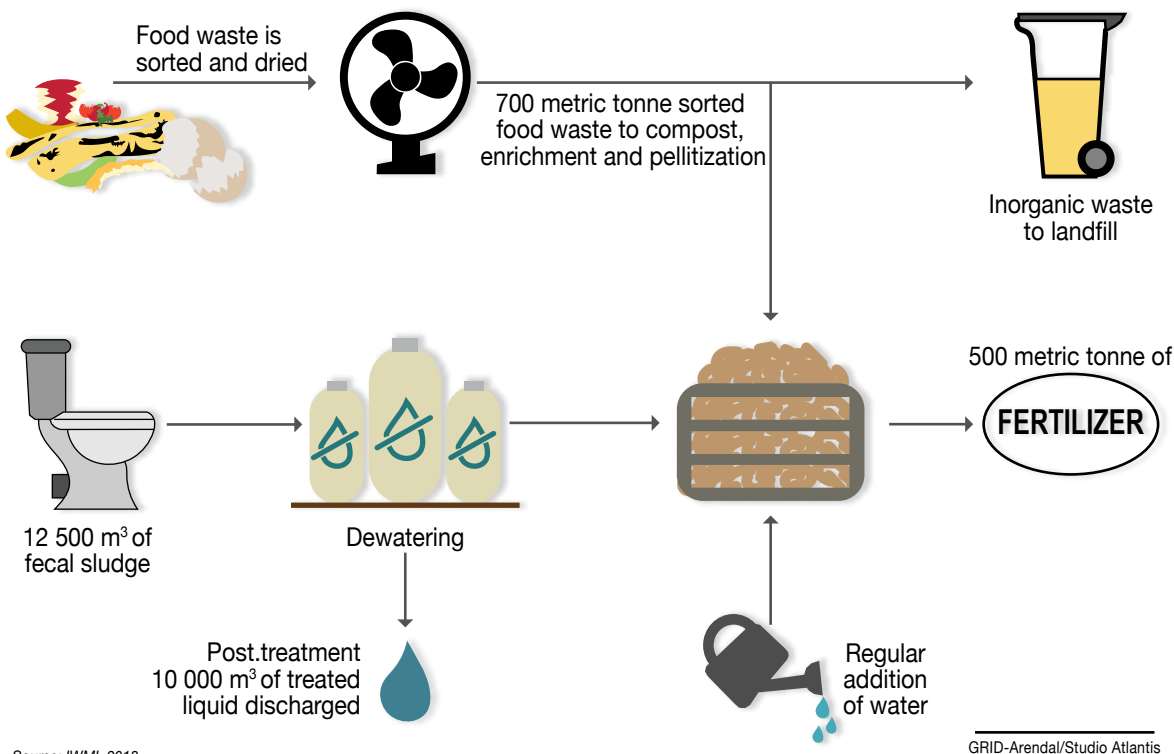 Food waste is
sorted and dried
700 metric tonne sorted
food waste to compost,
enrichment and pellitization
Inorganic waste
to landfill
12 500 m³ of
fecal sludge
Dewatering
500 metric tonne of
FERTILIZER
Post.treatment
10 000 m³ of treated
liquid discharged
Regular
addition
of water
GRID-Arendal/Studio Atlantis